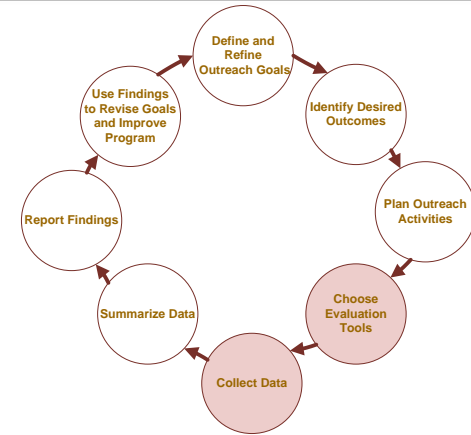 Define and
Refine
Outreach Goals
Identify Desired
Outcomes
Plan Outreach
Activities
Choose
Evaluation
Tools
Collect Data
Summarize Data
Report Findings
Use Findings
to Revise Goals
and Improve
Program